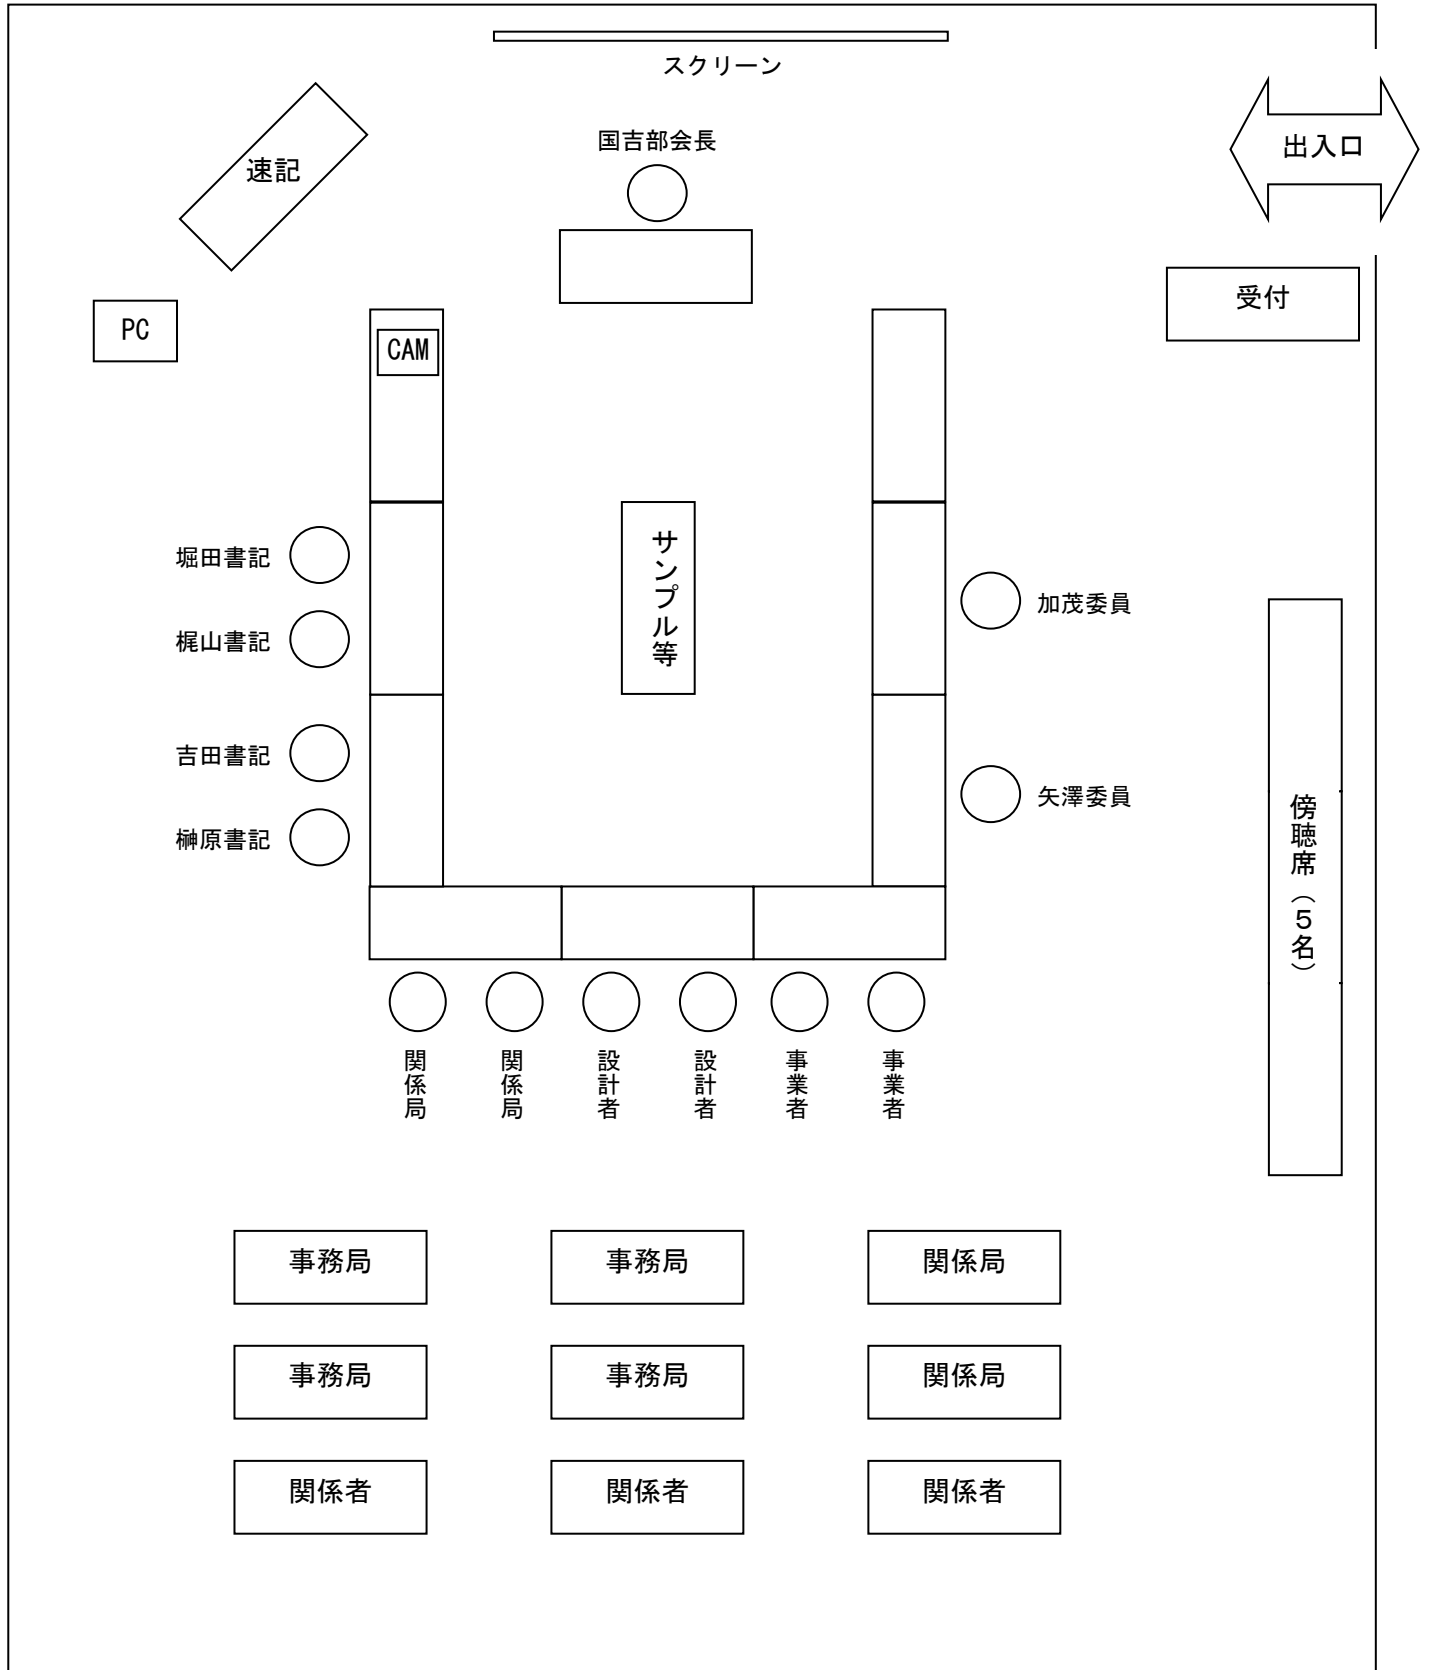 スクリーン
国吉部会長
出入口
速記
受付
PC
CAM
サンプル等
堀田書記
梶山書記
吉田書記
榊原書記
加茂委員
矢澤委員
傍聴席（5名）
関係局
関係局
設計者
設計者
事業者
事業者
事務局
事務局
関係局
事務局
事務局
関係局
関係者
関係者
関係者